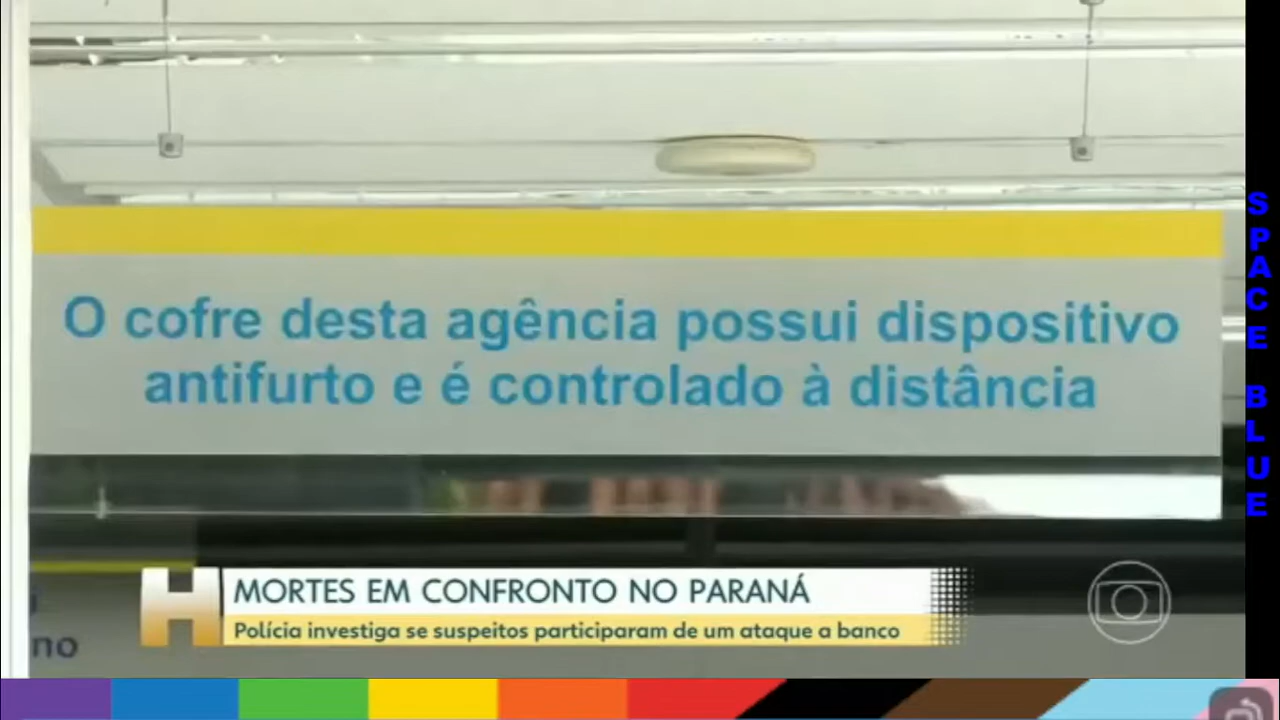 O cofre desta agência possui dispositivo
antifurto e é controlado à distância
no
H
MORTES EM CONFRONTO NO PARANÁ
Polícia investiga se suspeitos participaram de um ataque a banco
SPACE BLUE